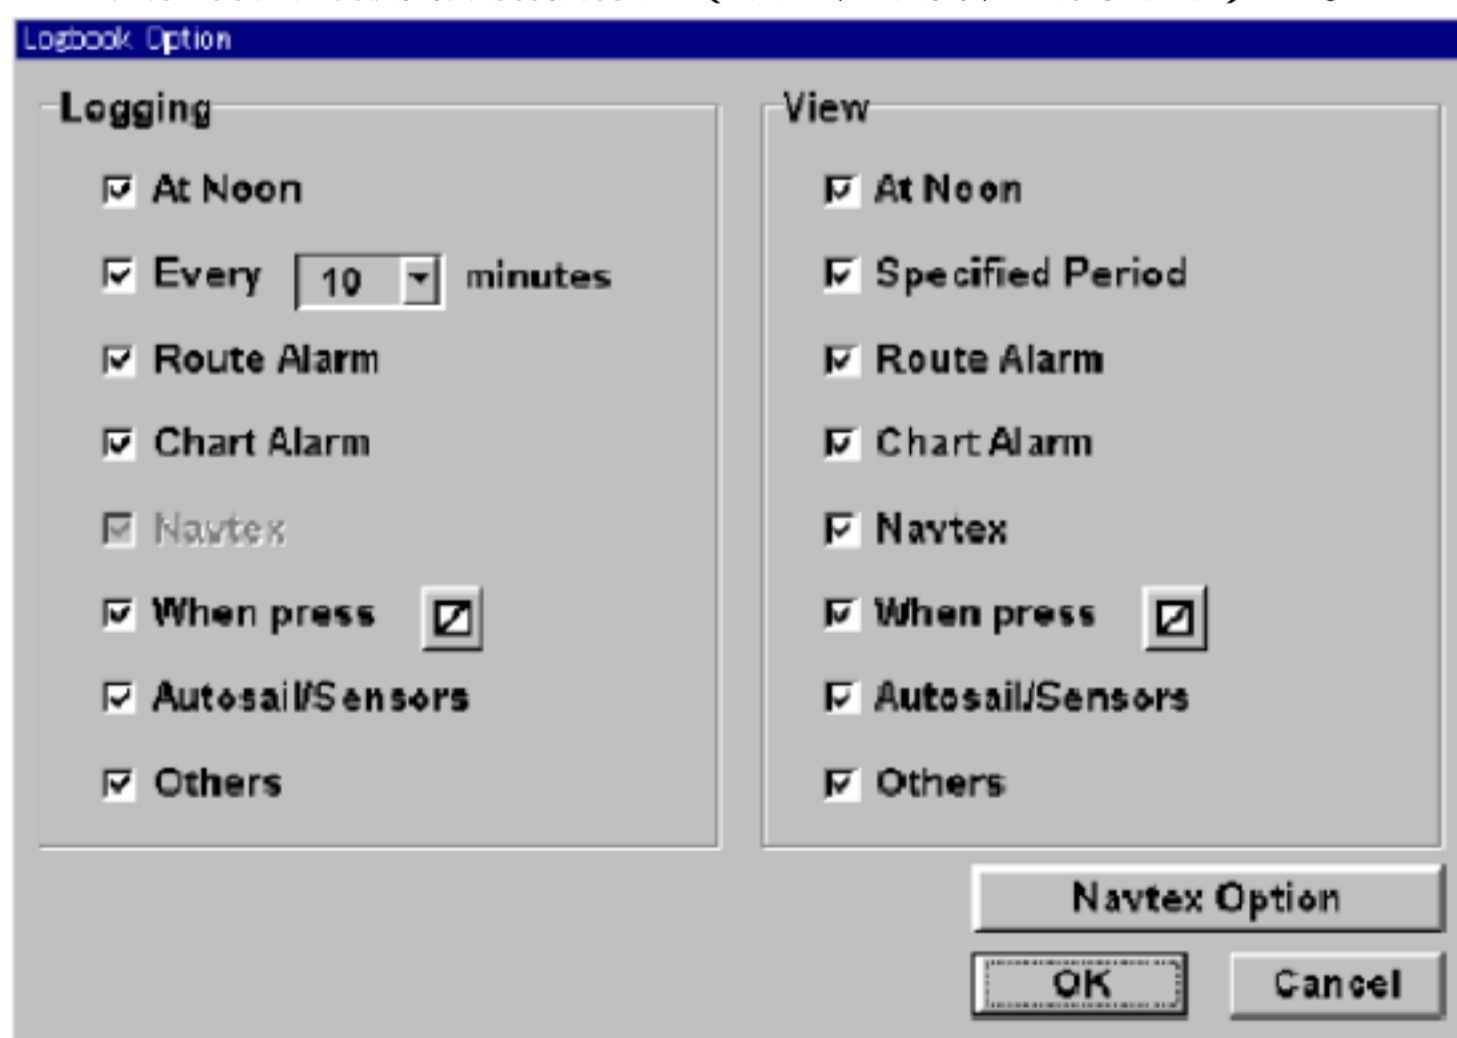 Logbook Option
Logging
At Noon
Every 10 minutes
Route Alarm
Chart Alarm
Navtex
When press
Autosail/Sensors
Others
View
At Noon
Specified Period
Route Alarm
Chart Alarm
Navtex
When press
Autosail/Sensors
Others
Navtex Option
OK
Cancel